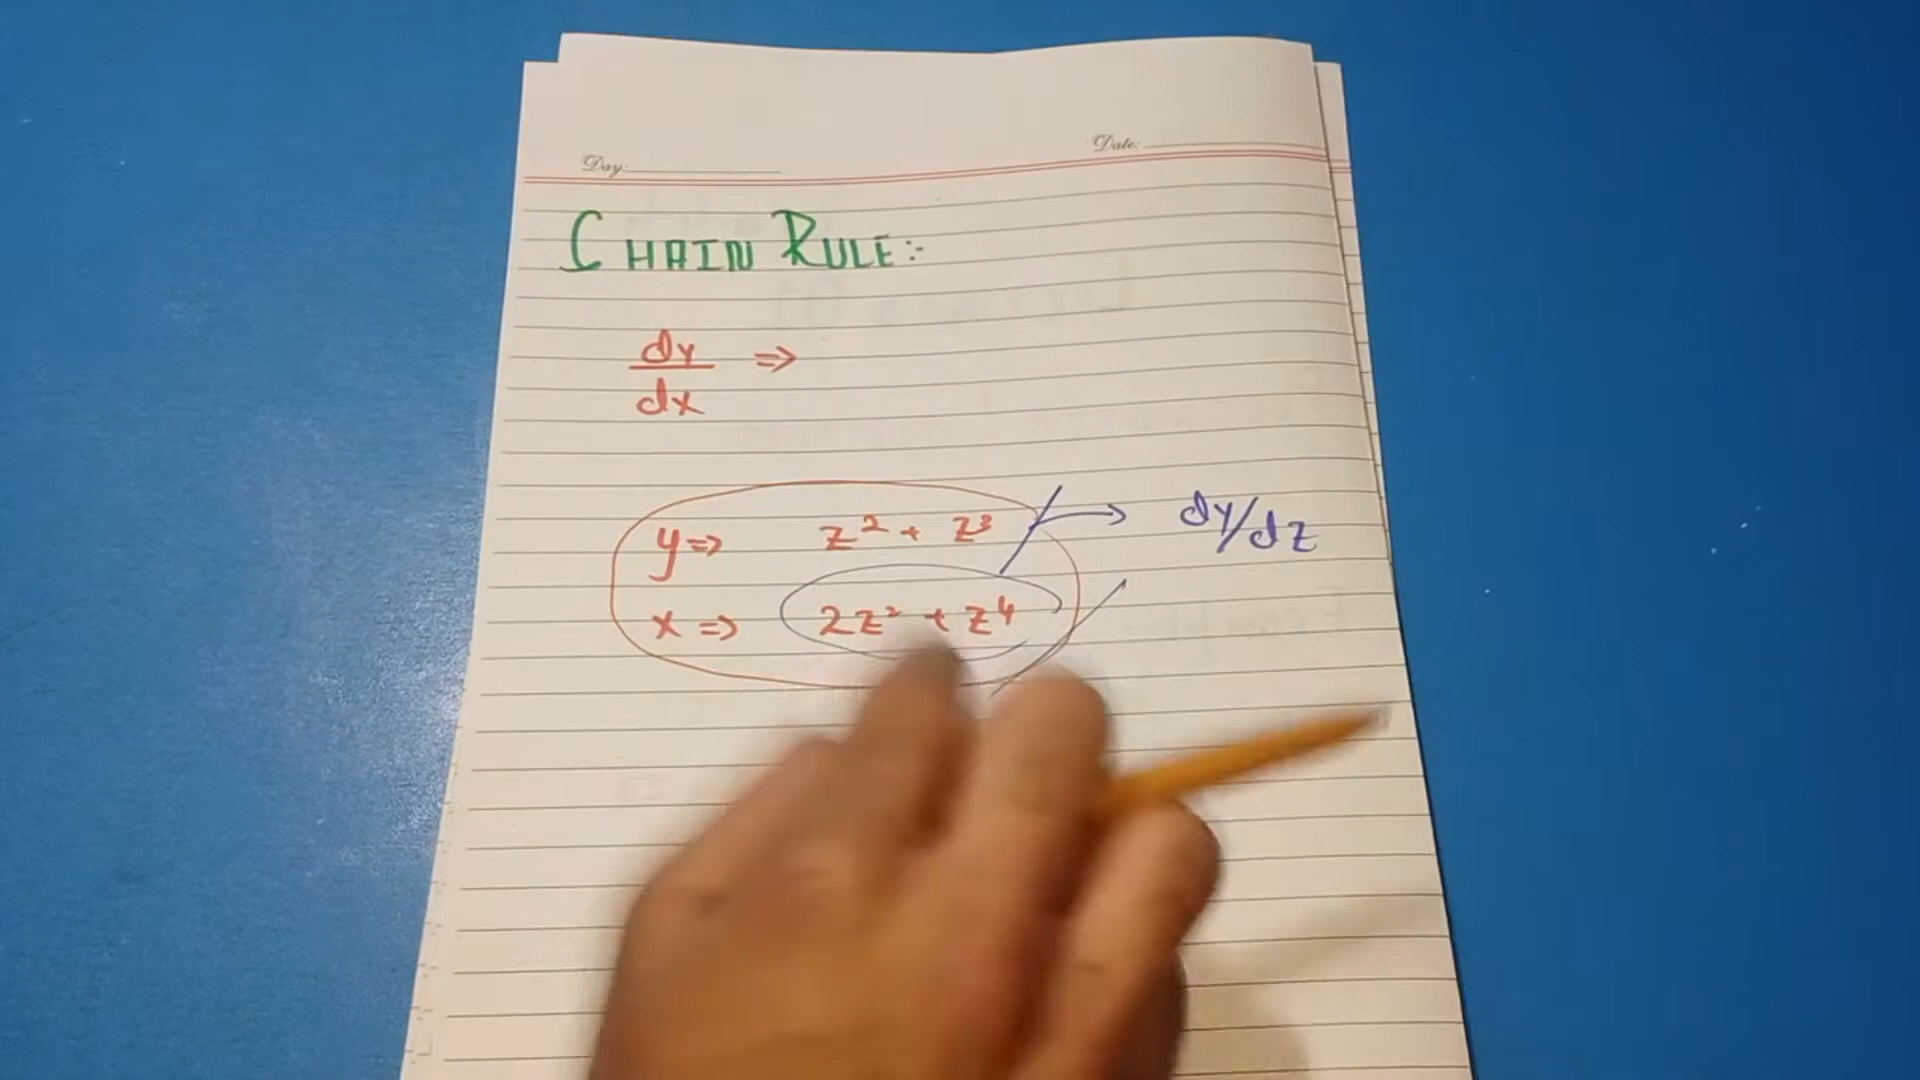 Day:
Date:
CHAIN RULE:-
dy/dx =>
y => z² + z³
dy/dz
x => 2z² + z⁴